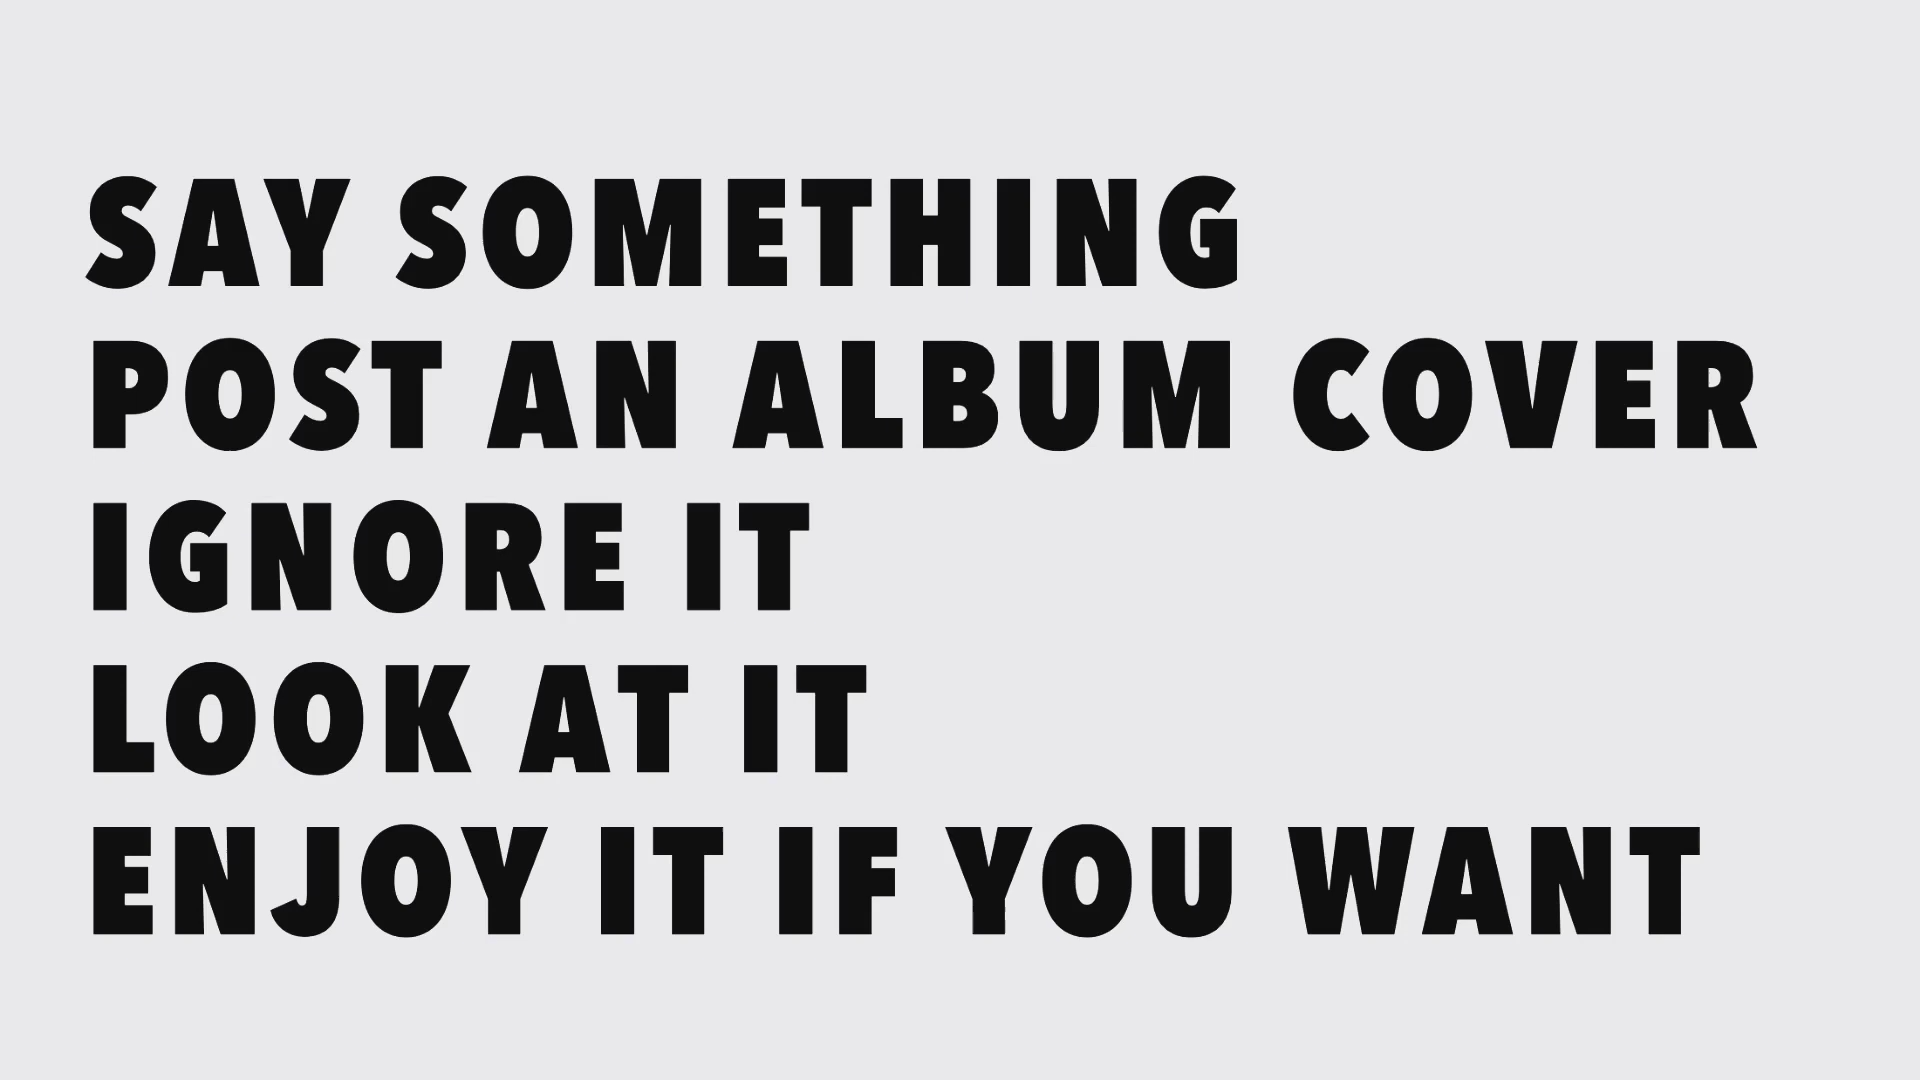 SAY SOMETHING
POST AN ALBUM COVER
IGNORE IT
LOOK AT IT
ENJOY IT IF YOU WANT